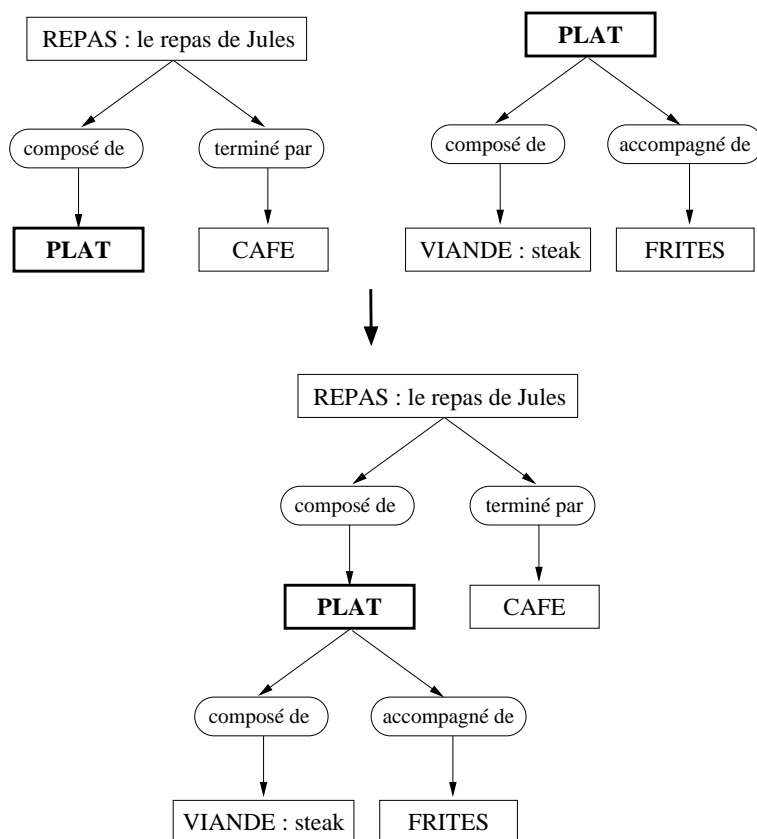 REPAS : le repas de Jules
PLAT
composé de
terminé par
composé de
accompagné de
PLAT
CAFE
VIANDE : steak
FRITES
REPAS : le repas de Jules
composé de
terminé par
PLAT
CAFE
composé de
accompagné de
VIANDE : steak
FRITES